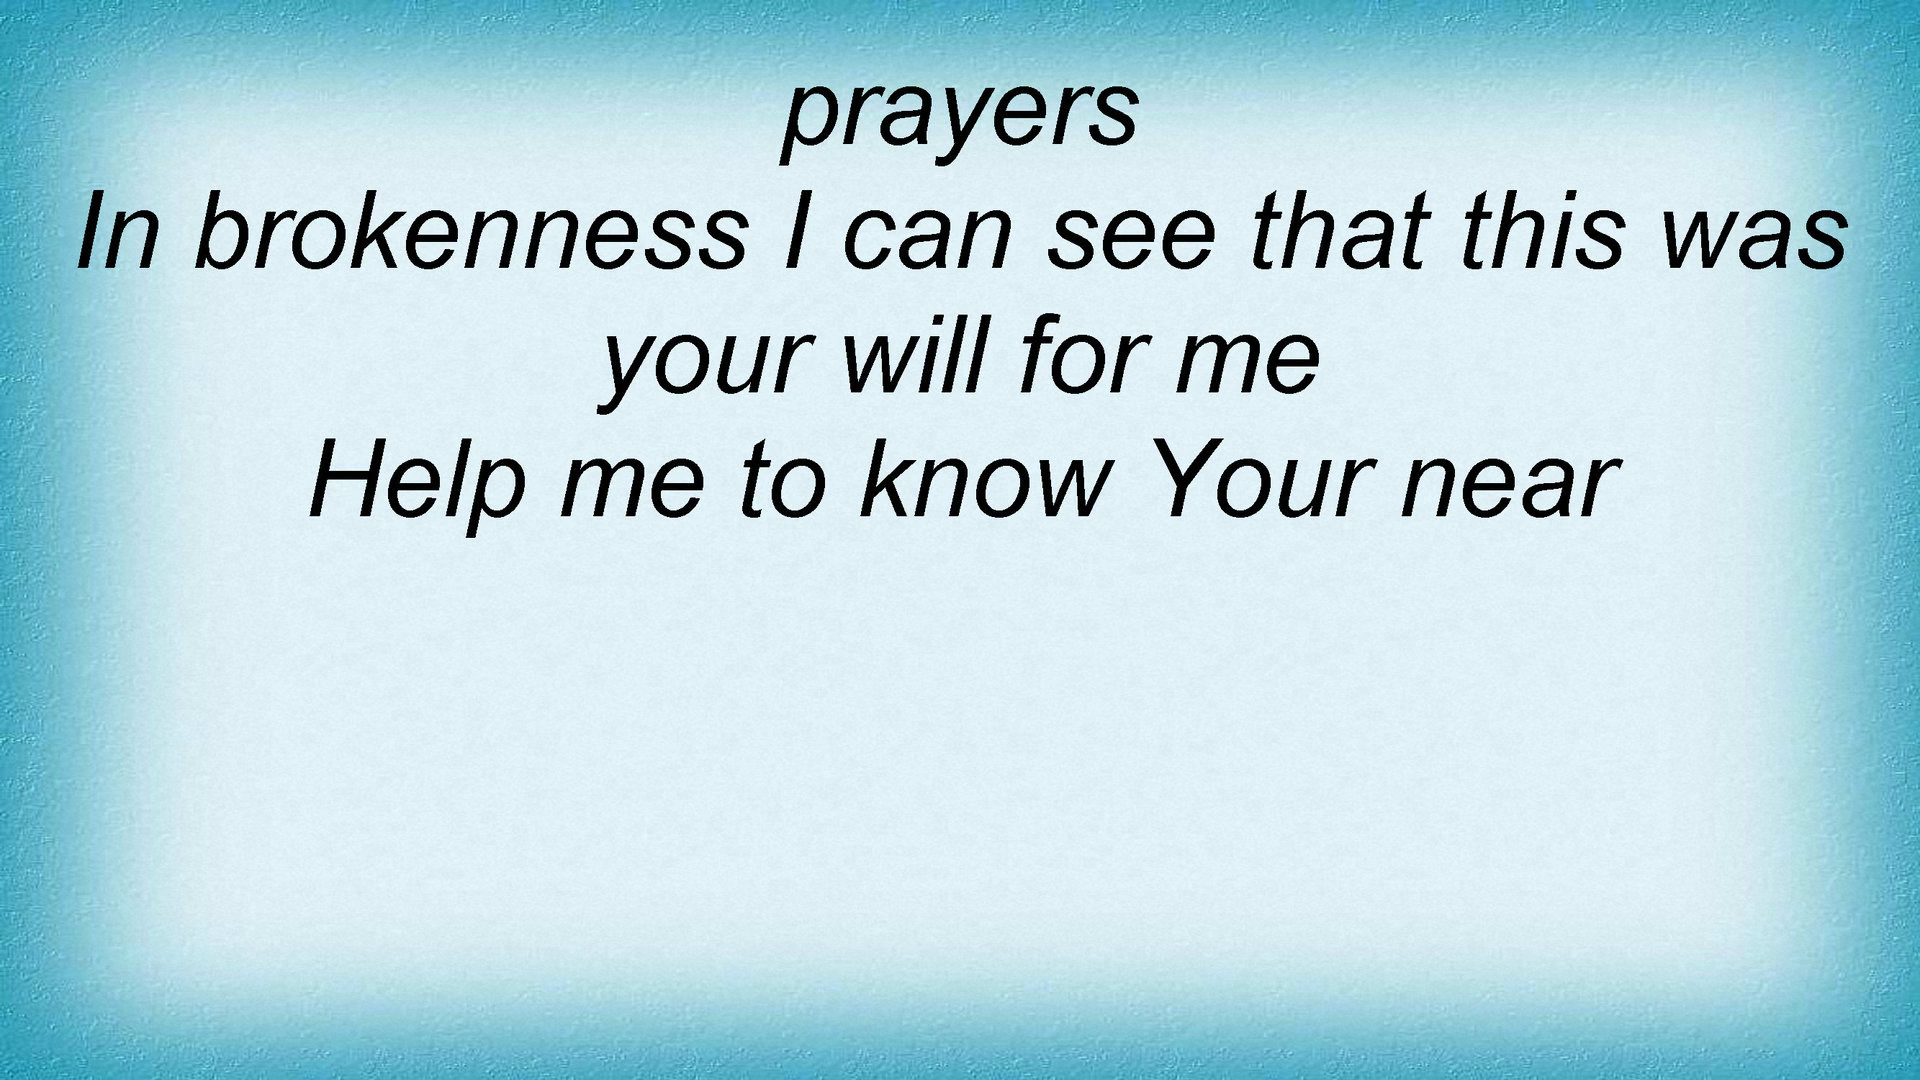 prayers
In brokenness I can see that this was
your will for me
Help me to know Your near